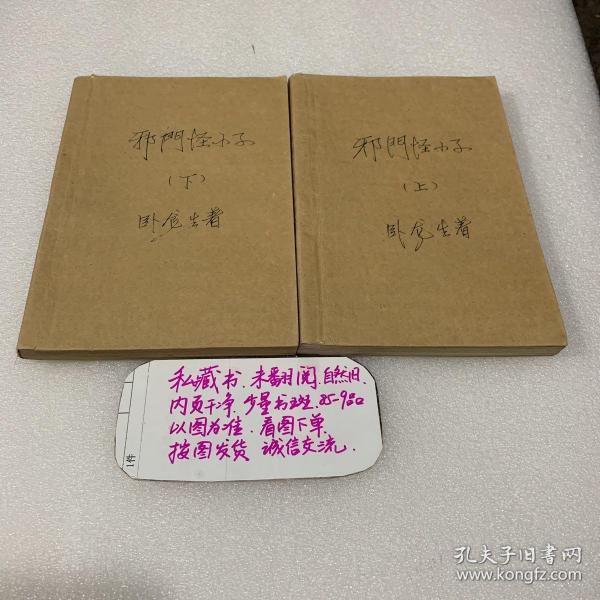 邪門怪小子
（下）
卧龙生著
邪門怪小子
（上）
卧龙生著
私藏书.未翻阅.自然旧.
内页干净.少量书斑.85-9品
以图为准.看图下单.
按图发货 诚信交流.
1件
孔夫子旧书网
www.kongfz.com